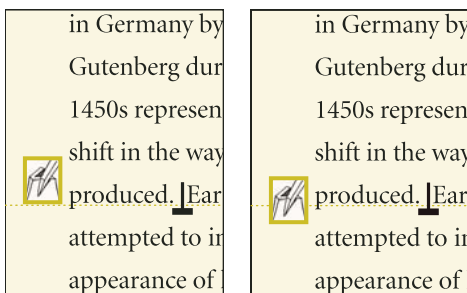 in Germany by
Gutenberg dur
1450s represen
shift in the way
produced. Ear
attempted to in
appearance of
in Germany by
Gutenberg dur
1450s represen
shift in the way
produced. Ear
attempted to in
appearance of